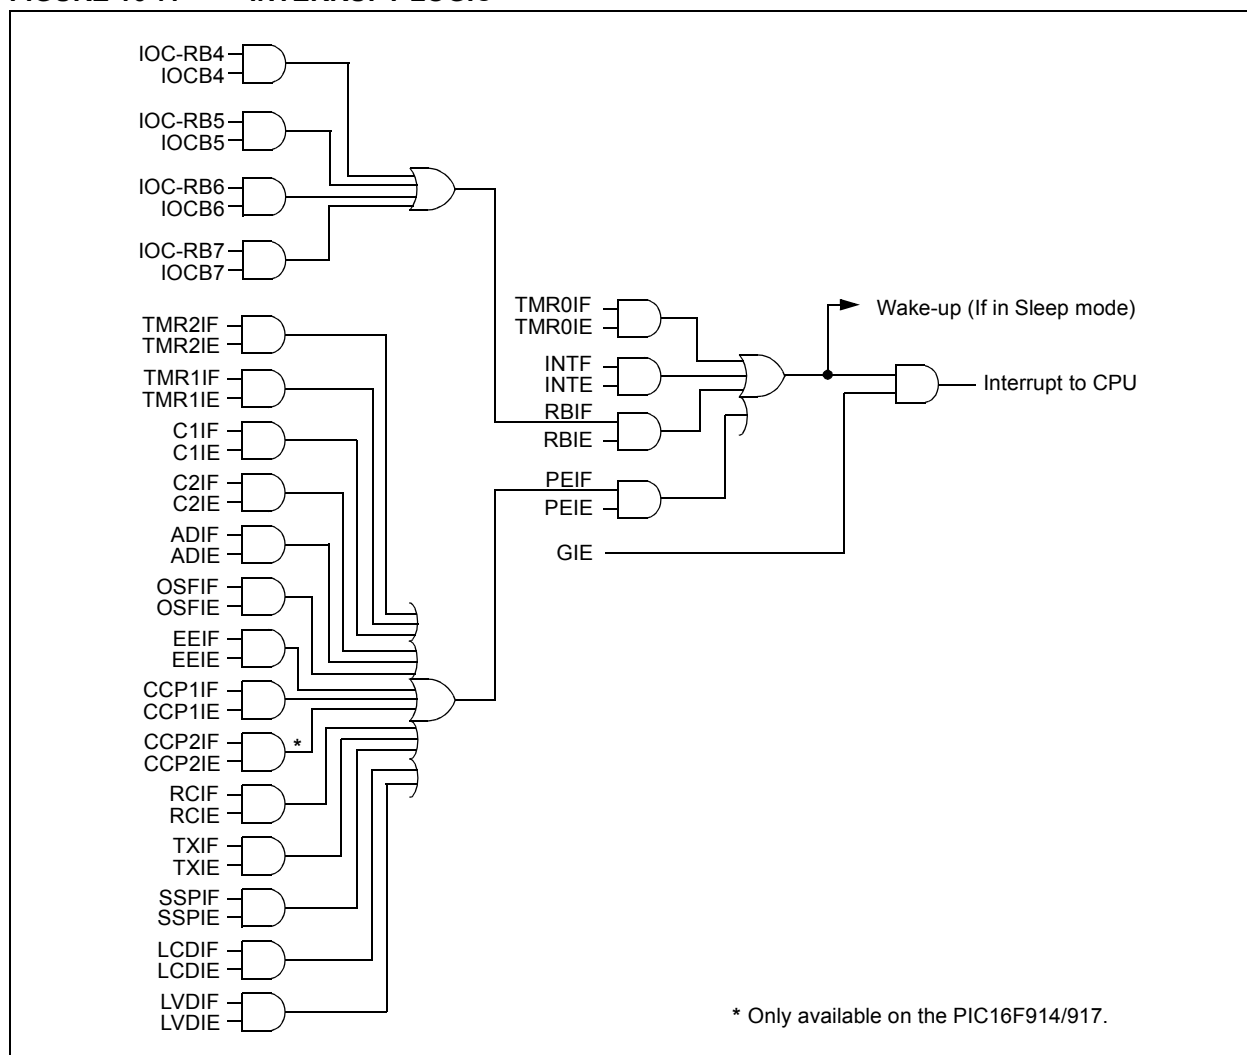 IOC-RB4
IOCB4
IOC-RB5
IOCB5
IOC-RB6
IOCB6
IOC-RB7
IOCB7
TMR2IF
TMR2IE
TMR1IF
TMR1IE
C1IF
C1IE
C2IF
C2IE
ADIF
ADIE
OSFIF
OSFIE
EEIF
EEIE
CCP1IF
CCP1IE
CCP2IF
*
CCP2IE
RCIF
RCIE
TXIF
TXIE
SSPIF
SSPIE
LCDIF
LCDIE
LVDIF
LVDIE
TMR0IF
TMR0IE
INTF
INTE
RBIF
RBIE
PEIF
PEIE
GIE
Wake-up (If in Sleep mode)
Interrupt to CPU
* Only available on the PIC16F914/917.